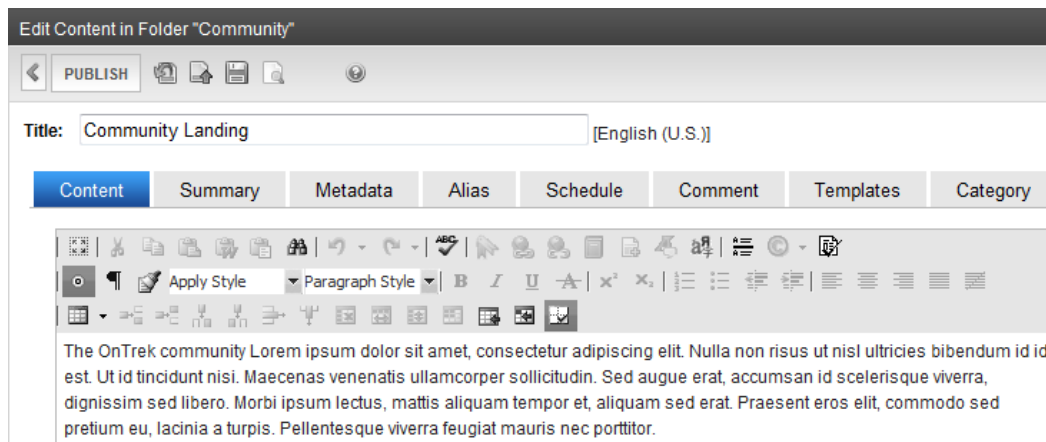 Edit Content in Folder "Community"
PUBLISH
Title: Community Landing [English (U.S.)]
Content Summary Metadata Alias Schedule Comment Templates Category
ABC
Apply Style Paragraph Style B I U A x² x₂
The OnTrek community Lorem ipsum dolor sit amet, consectetur adipiscing elit. Nulla non risus ut nisl ultricies bibendum id id
est. Ut id tincidunt nisi. Maecenas venenatis ullamcorper sollicitudin. Sed augue erat, accumsan id scelerisque viverra,
dignissim sed libero. Morbi ipsum lectus, mattis aliquam tempor et, aliquam sed erat. Praesent eros elit, commodo sed
pretium eu, lacinia a turpis. Pellentesque viverra feugiat mauris nec porttitor.